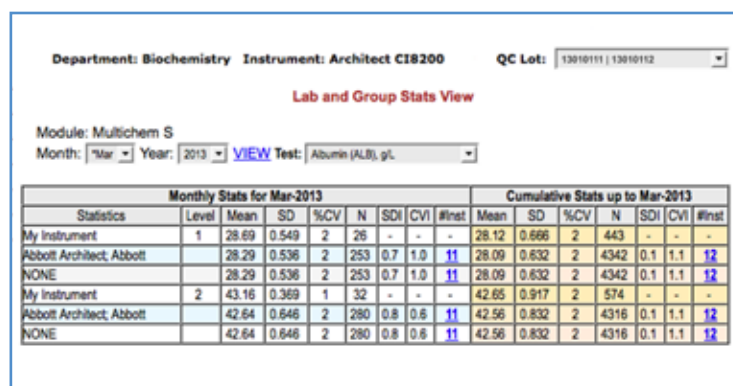 Department: Biochemistry Instrument: Architect CI8200 QC Lot: 13010111 | 13010112
Lab and Group Stats View
Module: Multichem S
Month: *Mar Year: 2013 VIEW Test: Albumin (ALB), g/L
Monthly Stats for Mar-2013 Cumulative Stats up to Mar-2013
Statistics Level Mean SD %CV N SDI CVI #Inst Mean SD %CV N SDI CVI #Inst
My Instrument 1 28.69 0.549 2 26 - - - 28.12 0.666 2 443 - - -
Abbott Architect; Abbott 28.29 0.536 2 253 0.7 1.0 11 28.09 0.632 2 4342 0.1 1.1 12
NONE 28.29 0.536 2 253 0.7 1.0 11 28.09 0.632 2 4342 0.1 1.1 12
My Instrument 2 43.16 0.369 1 32 - - - 42.65 0.917 2 574 - - -
Abbott Architect; Abbott 42.64 0.646 2 280 0.8 0.6 11 42.56 0.832 2 4316 0.1 1.1 12
NONE 42.64 0.646 2 280 0.8 0.6 11 42.56 0.832 2 4316 0.1 1.1 12